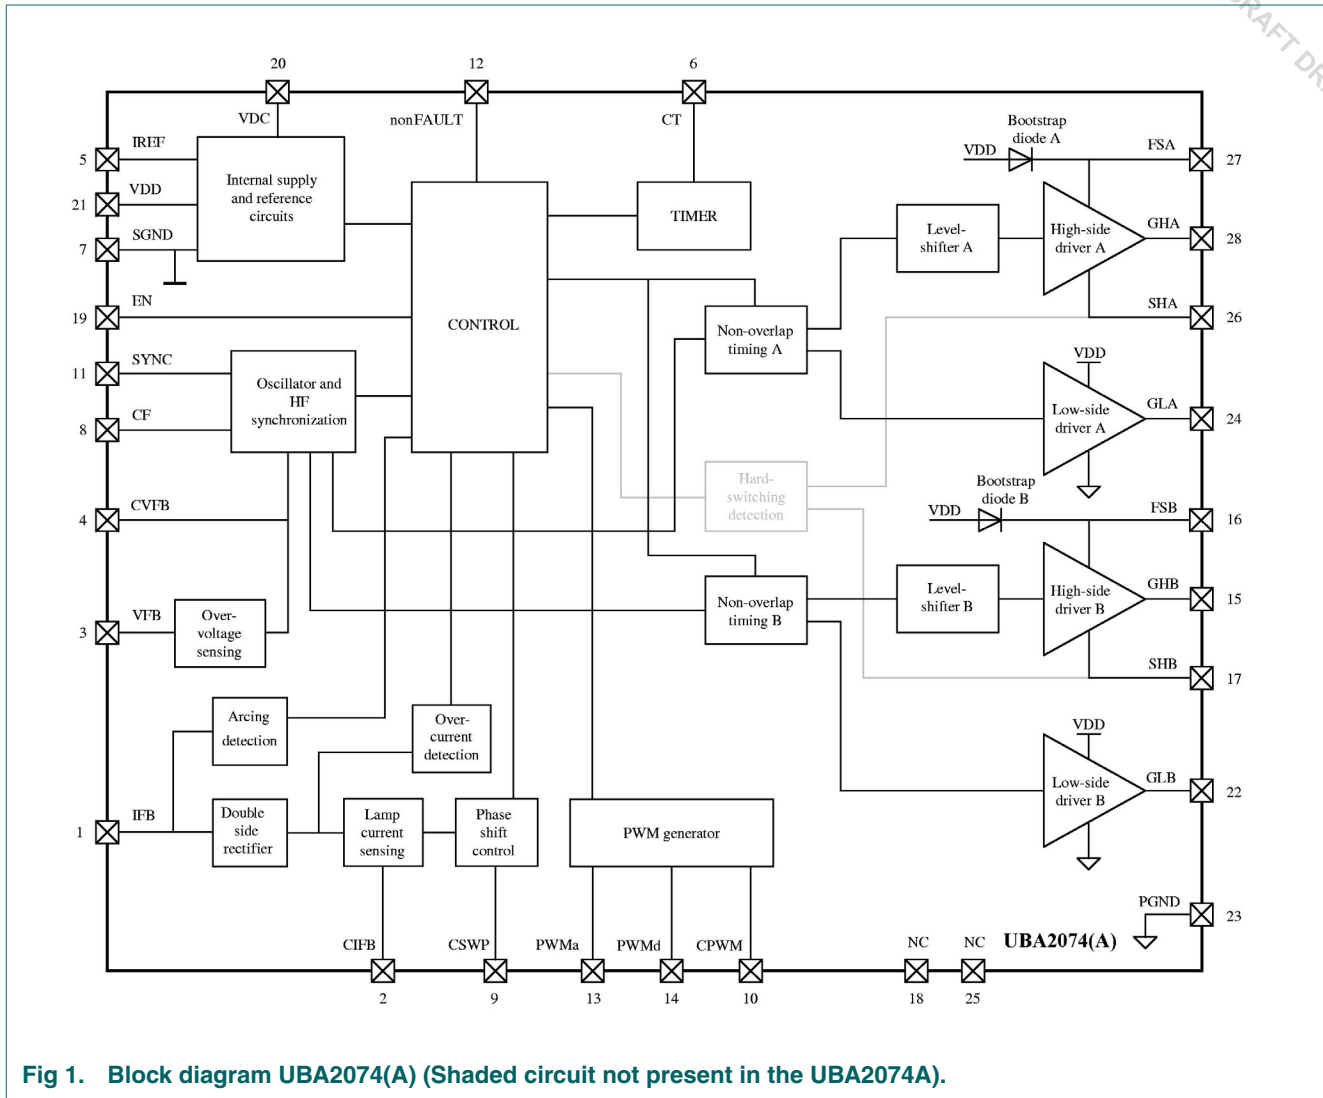 DRAFT DR
20
12
6
VDC
nonFAULT
CT
Bootstrap
diode A
VDD
FSA
27
5
IREF
21
VDD
7
SGND
Internal supply
and reference
circuits
TIMER
Level-
shifter A
High-side
driver A
GHA
28
SHA
26
19
EN
CONTROL
Non-overlap
timing A
11
SYNC
8
CF
Oscillator and
HF
synchronization
VDD
Low-side
driver A
GLA
24
Hard-
switching
detection
Bootstrap
diode B
VDD
FSB
16
4
CVFB
Non-overlap
timing B
Level-
shifter B
High-side
driver B
GHB
15
SHB
17
3
VFB
Over-
voltage
sensing
Arcing
detection
Over-
current
detection
VDD
Low-side
driver B
GLB
22
1
IFB
Double
side
rectifier
Lamp
current
sensing
Phase
shift
control
PWM generator
PGND
23
CIFB
CSWP
PWMa
PWMd
CPWM
NC
NC
UBA2074(A)
2
9
13
14
10
18
25
Fig 1. Block diagram UBA2074(A) (Shaded circuit not present in the UBA2074A).